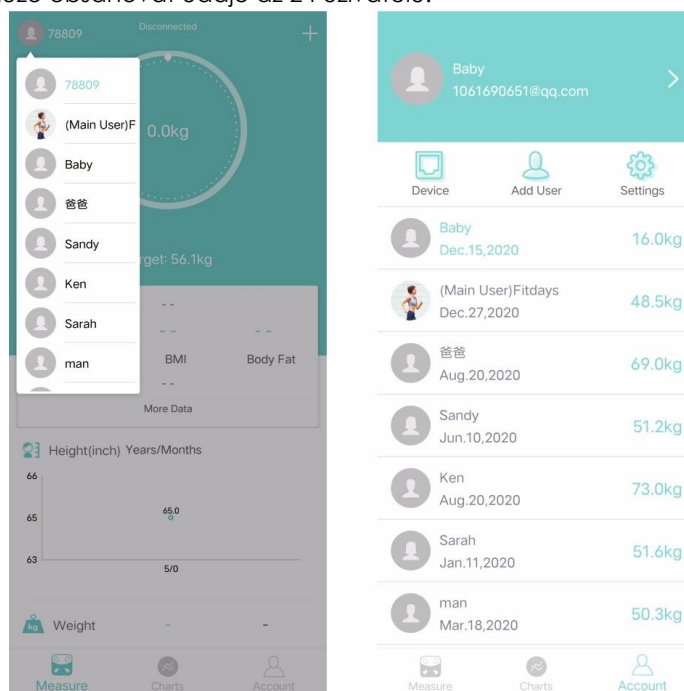 78809
Disconnected
+
78809
(Main User)F
Baby
爸爸
Sandy
Ken
Sarah
man
0.0kg
rget: 56.1kg
- -
- -
- -
BMI
Body Fat
- -
More Data
Height(inch) Years/Months
66
65
63
65.0
5/0
kg
Weight
-
-
Measure
Charts
Account
Baby
1061690651@qq.com
Device
Add User
Settings
Baby
Dec.15,2020
16.0kg
(Main User)Fitdays
Dec.27,2020
48.5kg
爸爸
Aug.20,2020
69.0kg
Sandy
Jun.10,2020
51.2kg
Ken
Aug.20,2020
73.0kg
Sarah
Jan.11,2020
51.6kg
man
Mar.18,2020
50.3kg
Measure
Charts
Account